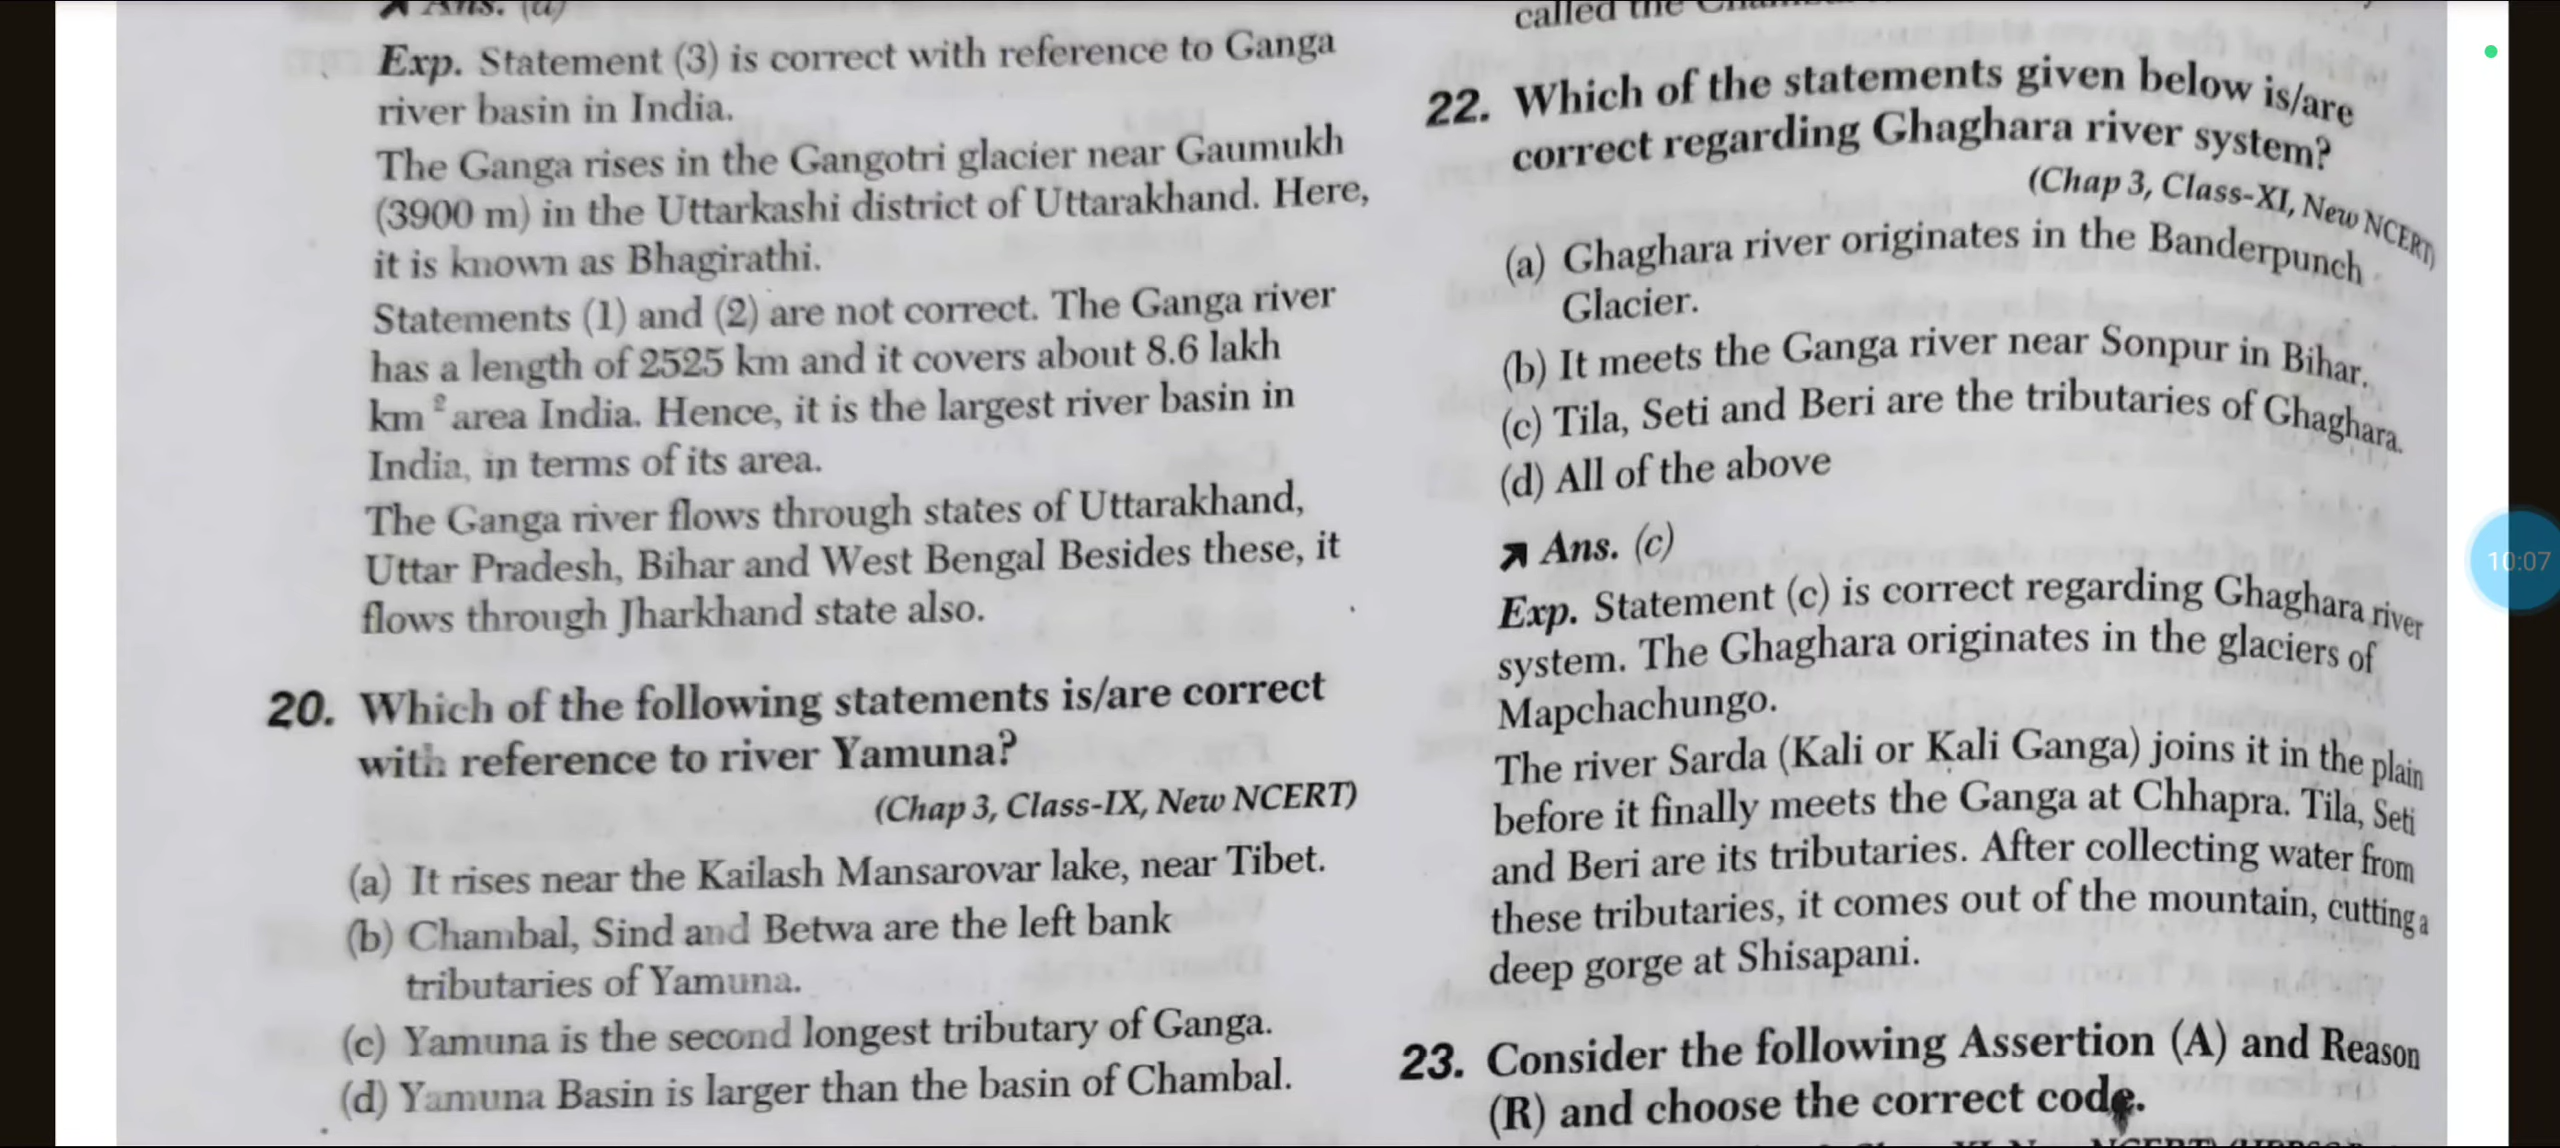 Ans. (a)
Exp. Statement (3) is correct with reference to Ganga
river basin in India.
The Ganga rises in the Gangotri glacier near Gaumukh
(3900 m) in the Uttarkashi district of Uttarakhand. Here,
it is known as Bhagirathi.
Statements (1) and (2) are not correct. The Ganga river
has a length of 2525 km and it covers about 8.6 lakh
km² area India. Hence, it is the largest river basin in
India, in terms of its area.
The Ganga river flows through states of Uttarakhand,
Uttar Pradesh, Bihar and West Bengal Besides these, it
flows through Jharkhand state also.
20. Which of the following statements is/are correct
with reference to river Yamuna?
(Chap 3, Class-IX, New NCERT)
(a) It rises near the Kailash Mansarovar lake, near Tibet.
(b) Chambal, Sind and Betwa are the left bank
tributaries of Yamuna.
(c) Yamuna is the second longest tributary of Ganga.
(d) Yamuna Basin is larger than the basin of Chambal.
called the
22. Which of the statements given below is/are
correct regarding Ghaghara river system?
(Chap 3, Class-XI, New NCERT)
(a) Ghaghara river originates in the Banderpunch
Glacier.
(b) It meets the Ganga river near Sonpur in Bihar.
(c) Tila, Seti and Beri are the tributaries of Ghaghara.
(d) All of the above
Ans. (c)
Exp. Statement (c) is correct regarding Ghaghara river
system. The Ghaghara originates in the glaciers of
Mapchachungo.
The river Sarda (Kali or Kali Ganga) joins it in the plain
before it finally meets the Ganga at Chhapra. Tila, Seti
and Beri are its tributaries. After collecting water from
these tributaries, it comes out of the mountain, cutting a
deep gorge at Shisapani.
23. Consider the following Assertion (A) and Reason
(R) and choose the correct code.
10:07